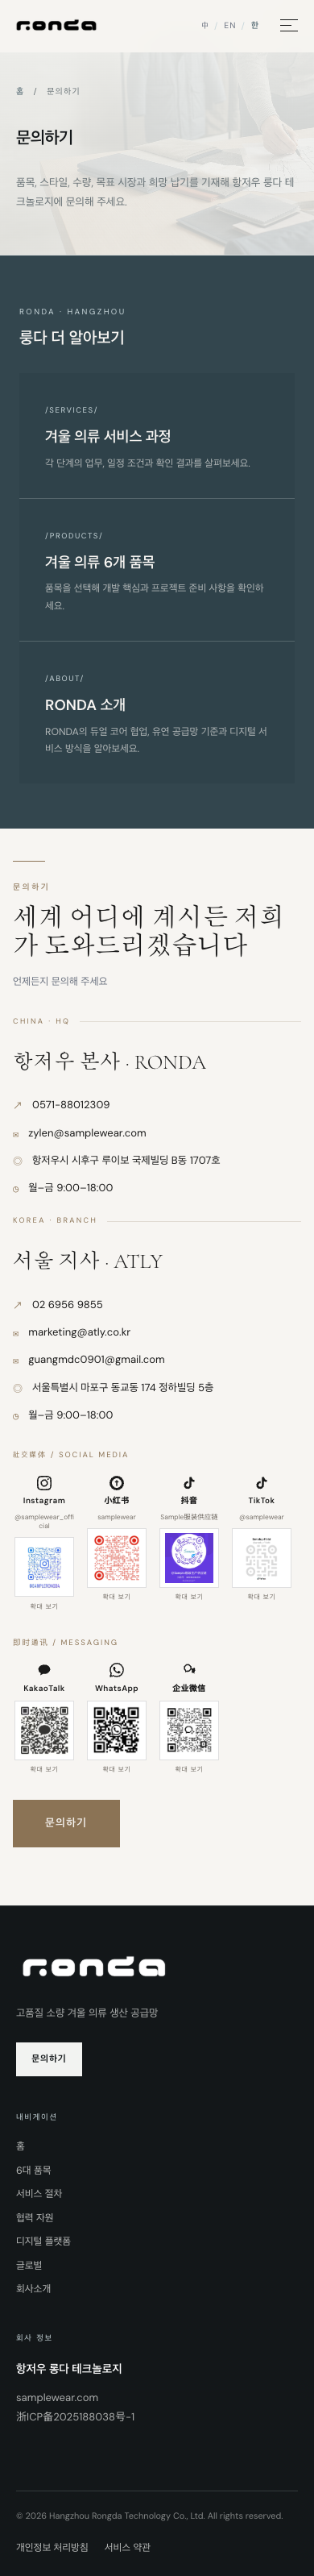 ronda
中 / EN / 한
홈 / 문의하기
문의하기
품목, 스타일, 수량, 목표 시장과 희망 납기를 기재해 항저우 룽다 테
크놀로지에 문의해 주세요.
RONDA · HANGZHOU
룽다 더 알아보기
/SERVICES/
겨울 의류 서비스 과정
각 단계의 업무, 일정 조건과 확인 결과를 살펴보세요.
/PRODUCTS/
겨울 의류 6개 품목
품목을 선택해 개발 핵심과 프로젝트 준비 사항을 확인하
세요.
/ABOUT/
RONDA 소개
RONDA의 듀얼 코어 협업, 유연 공급망 기준과 디지털 서
비스 방식을 알아보세요.
문의하기
세계 어디에 계시든 저희
가 도와드리겠습니다
언제든지 문의해 주세요
CHINA · HQ
항저우 본사 · RONDA
0571-88012309
zylen@samplewear.com
항저우시 시후구 루이보 국제빌딩 B동 1707호
월–금 9:00–18:00
KOREA · BRANCH
서울 지사 · ATLY
02 6956 9855
marketing@atly.co.kr
guangmdc0901@gmail.com
서울특별시 마포구 동교동 174 정하빌딩 5층
월–금 9:00–18:00
社交媒体 / SOCIAL MEDIA
Instagram 小红书 抖音 TikTok
@samplewear_offi
cial
samplewear Sample服装供应链 @samplewear
확대 보기 확대 보기 확대 보기 확대 보기
即时通讯 / MESSAGING
KakaoTalk WhatsApp 企业微信
확대 보기 확대 보기 확대 보기
문의하기
ronda
고품질 소량 겨울 의류 생산 공급망
문의하기
내비게이션
홈
6대 품목
서비스 절차
협력 자원
디지털 플랫폼
글로벌
회사소개
회사 정보
항저우 롱다 테크놀로지
samplewear.com
浙ICP备2025188038号-1
© 2026 Hangzhou Rongda Technology Co., Ltd. All rights reserved.
개인정보 처리방침 서비스 약관